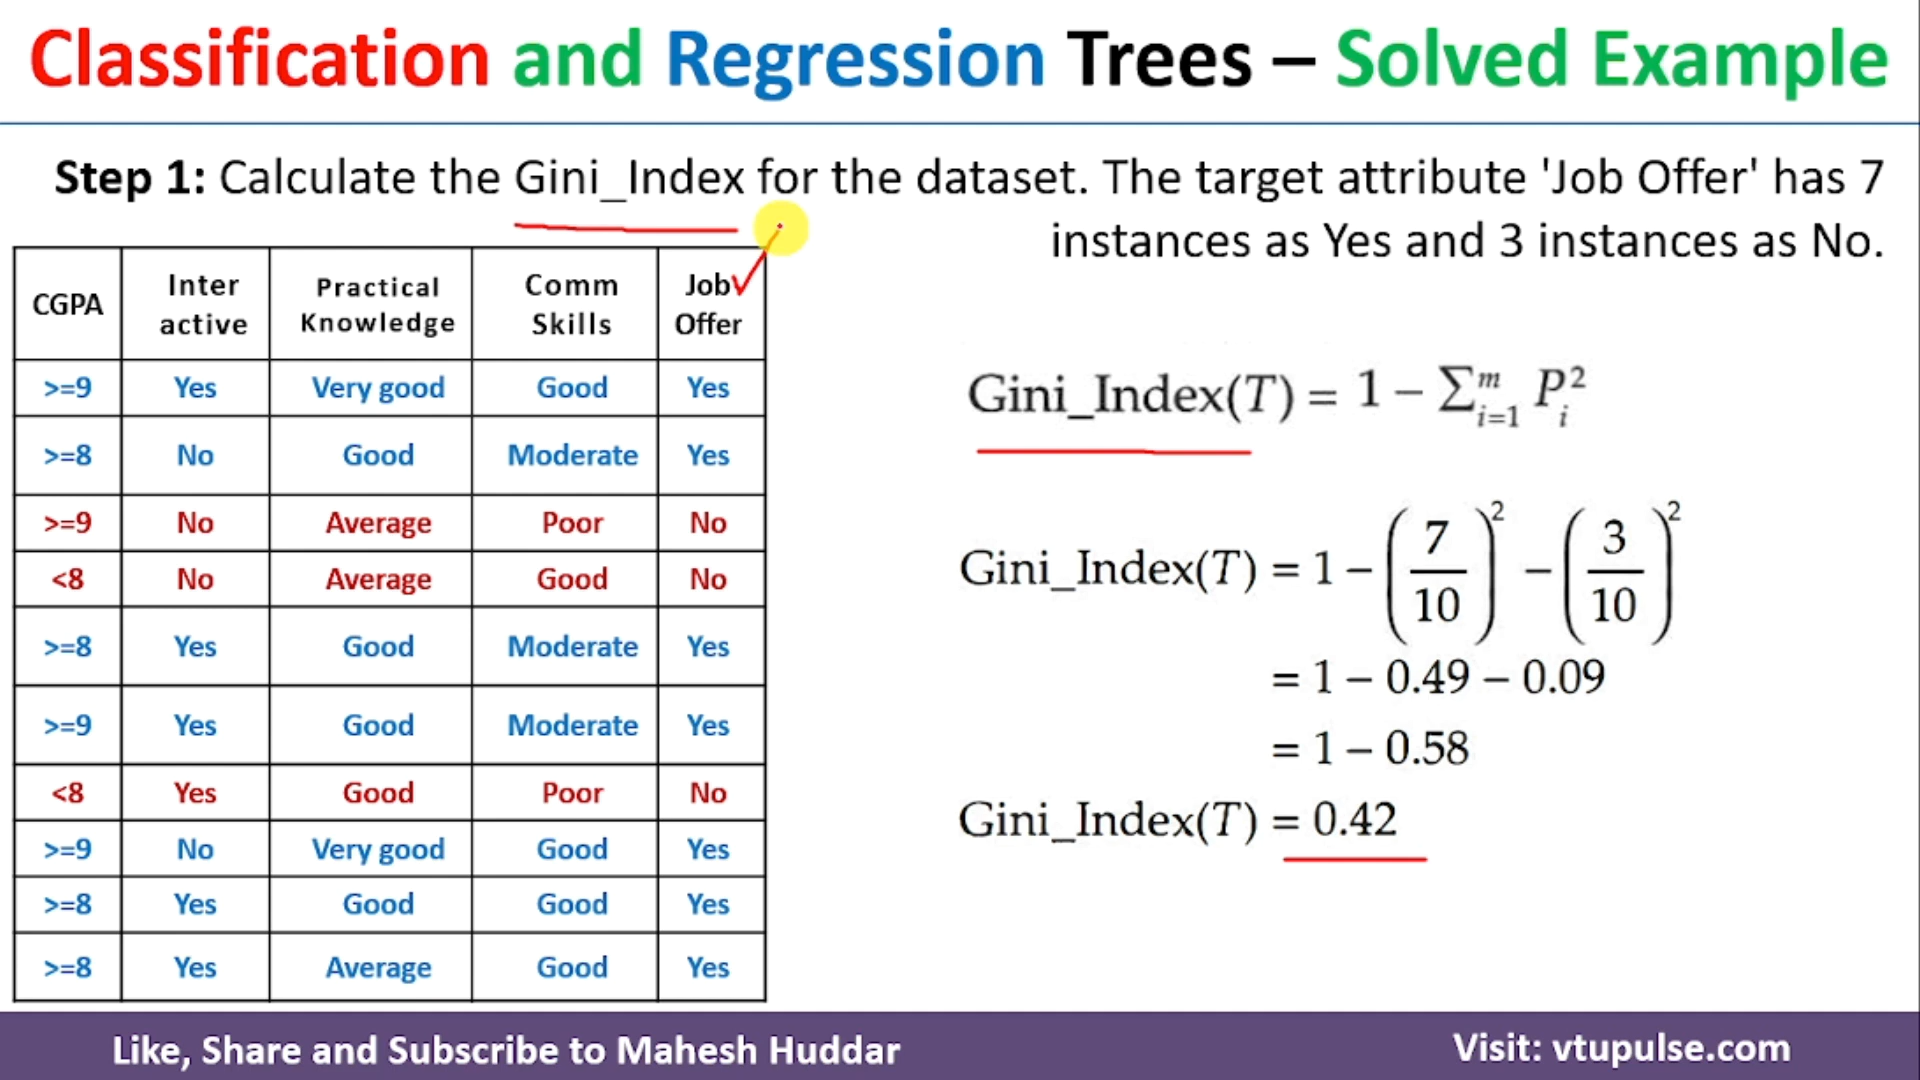 Classification and Regression Trees – Solved Example
Step 1: Calculate the Gini_Index for the dataset. The target attribute 'Job Offer' has 7
instances as Yes and 3 instances as No.
CGPA Inter active Practical Knowledge Comm Skills Job Offer
>=9 Yes Very good Good Yes
>=8 No Good Moderate Yes
>=9 No Average Poor No
<8 No Average Good No
>=8 Yes Good Moderate Yes
>=9 Yes Good Moderate Yes
<8 Yes Good Poor No
>=9 No Very good Good Yes
>=8 Yes Good Good Yes
>=8 Yes Average Good Yes
Gini_Index(T) = 1 − ∑ᵐᵢ₌₁ Pᵢ²
Gini_Index(T) = 1 − (7/10)² − (3/10)²
= 1 − 0.49 − 0.09
= 1 − 0.58
Gini_Index(T) = 0.42
Like, Share and Subscribe to Mahesh Huddar
Visit: vtupulse.com